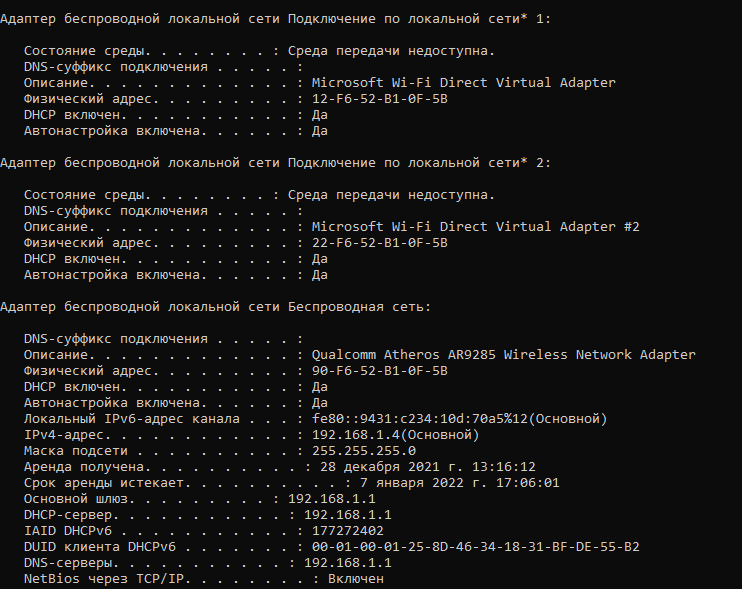 Адаптер беспроводной локальной сети Подключение по локальной сети* 1:
Состояние среды. . . . . . . . : Среда передачи недоступна.
DNS-суффикс подключения . . . . . :
Описание. . . . . . . . . . . . . : Microsoft Wi-Fi Direct Virtual Adapter
Физический адрес. . . . . . . . . : 12-F6-52-B1-0F-5B
DHCP включен. . . . . . . . . . . : Да
Автонастройка включена. . . . . . : Да
Адаптер беспроводной локальной сети Подключение по локальной сети* 2:
Состояние среды. . . . . . . . : Среда передачи недоступна.
DNS-суффикс подключения . . . . . :
Описание. . . . . . . . . . . . . : Microsoft Wi-Fi Direct Virtual Adapter #2
Физический адрес. . . . . . . . . : 22-F6-52-B1-0F-5B
DHCP включен. . . . . . . . . . . : Да
Автонастройка включена. . . . . . : Да
Адаптер беспроводной локальной сети Беспроводная сеть:
DNS-суффикс подключения . . . . . :
Описание. . . . . . . . . . . . . : Qualcomm Atheros AR9285 Wireless Network Adapter
Физический адрес. . . . . . . . . : 90-F6-52-B1-0F-5B
DHCP включен. . . . . . . . . . . : Да
Автонастройка включена. . . . . . : Да
Локальный IPv6-адрес канала . . . : fe80::9431:c234:10d:70a5%12(Основной)
IPv4-адрес. . . . . . . . . . . . : 192.168.1.4(Основной)
Маска подсети . . . . . . . . . . : 255.255.255.0
Аренда получена. . . . . . . . . . : 28 декабря 2021 г. 13:16:12
Срок аренды истекает. . . . . . . . . . : 7 января 2022 г. 17:06:01
Основной шлюз. . . . . . . . . : 192.168.1.1
DHCP-сервер. . . . . . . . . . . : 192.168.1.1
IAID DHCPv6 . . . . . . . . . . . : 177272402
DUID клиента DHCPv6 . . . . . . . : 00-01-00-01-25-8D-46-34-18-31-BF-DE-55-B2
DNS-серверы. . . . . . . . . . . : 192.168.1.1
NetBios через TCP/IP. . . . . . . . : Включен